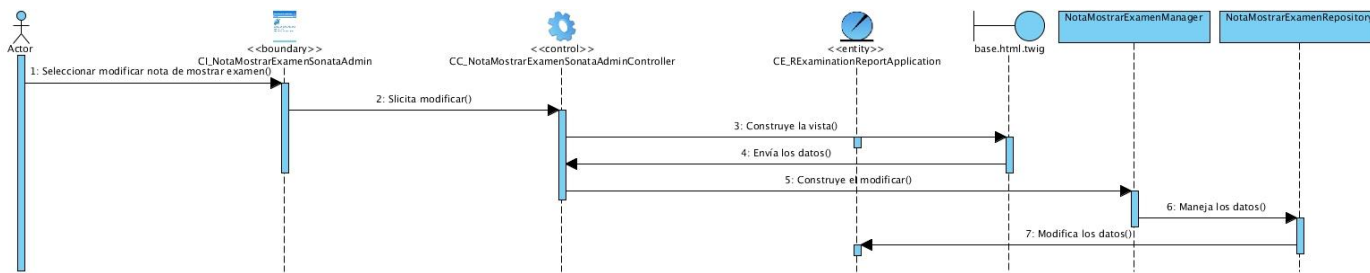 Actor
<<boundary>>
CI_NotaMostrarExamenSonataAdmin
<<control>>
CC_NotaMostrarExamenSonataAdminController
<<entity>>
CE_RExaminationReportApplication
base.html.twig
NotaMostrarExamenManager
NotaMostrarExamenRepository
1: Seleccionar modificar nota de mostrar examen()
2: Slicita modificar()
3: Construye la vista()
4: Envía los datos()
5: Construye el modificar()
6: Maneja los datos()
7: Modifica los datos()